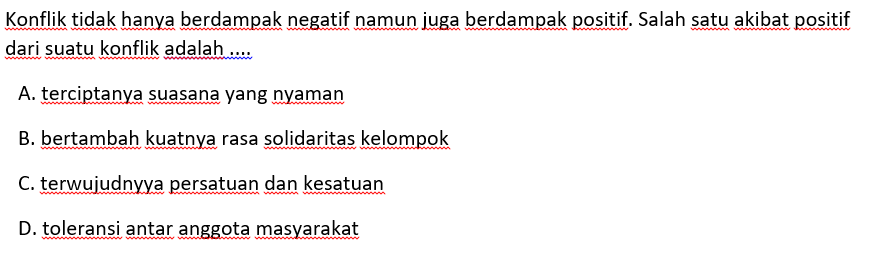 Konflik tidak hanya berdampak negatif namun juga berdampak positif. Salah satu akibat positif
dari suatu konflik adalah ....
A. terciptanya suasana yang nyaman
B. bertambah kuatnya rasa solidaritas kelompok
C. terwujudnyya persatuan dan kesatuan
D. toleransi antar anggota masyarakat